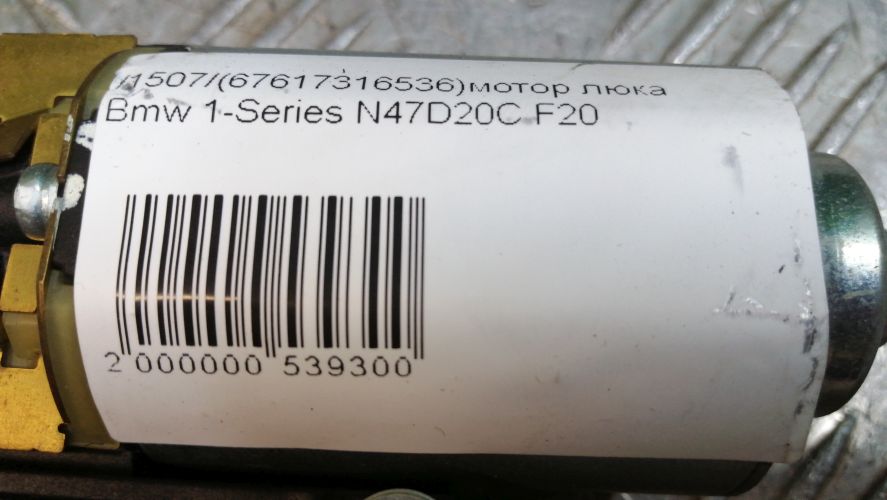 /1507/(67617316536)мотор люка
Bmw 1-Series N47D20C F20
2 000000 539300